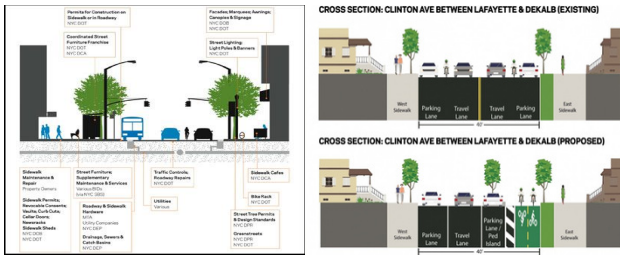 Permits for Construction on
Sidewalk or in Roadway
NYC DOT
Coordinated Street
Furniture Franchise
NYC DOT
NYC DCA
Facades; Marquees; Awnings;
Canopies & Signage
NYC DOB
NYC DOT
Street Lighting;
Light Poles & Banners
NYC DOT
Sidewalk
Maintenance &
Repair
Property Owners
Sidewalk Permits;
Revocable Consents;
Vaults; Curb Cuts,
Cellar Doors;
Newsracks
Sidewalk Sheds
NYC DOB
NYC DOT
Street Furniture;
Supplementary
Maintenance & Services
Various BIDs
Roadway & Sidewalk
Hardware
MTA
Utility Companies
NYC DEP
Drainage, Sewers &
Catch Basins
NYC DEP
Traffic Controls;
Roadway Repairs
NYC DOT
Utilities
Various
Sidewalk Cafes
NYC DCA
Bike Rack
NYC DOT
Street Tree Permits
& Design Standards
NYC DPR
Greenstreets
NYC DPR
NYC DOT
CROSS SECTION: CLINTON AVE BETWEEN LAFAYETTE & DEKALB (EXISTING)
West
Sidewalk
Parking
Lane
Travel
Lane
Travel
Lane
Parking
Lane
East
Sidewalk
40'
CROSS SECTION: CLINTON AVE BETWEEN LAFAYETTE & DEKALB (PROPOSED)
West
Sidewalk
Parking
Lane
Travel
Lane
Parking
Lane /
Ped
Island
East
Sidewalk
40'